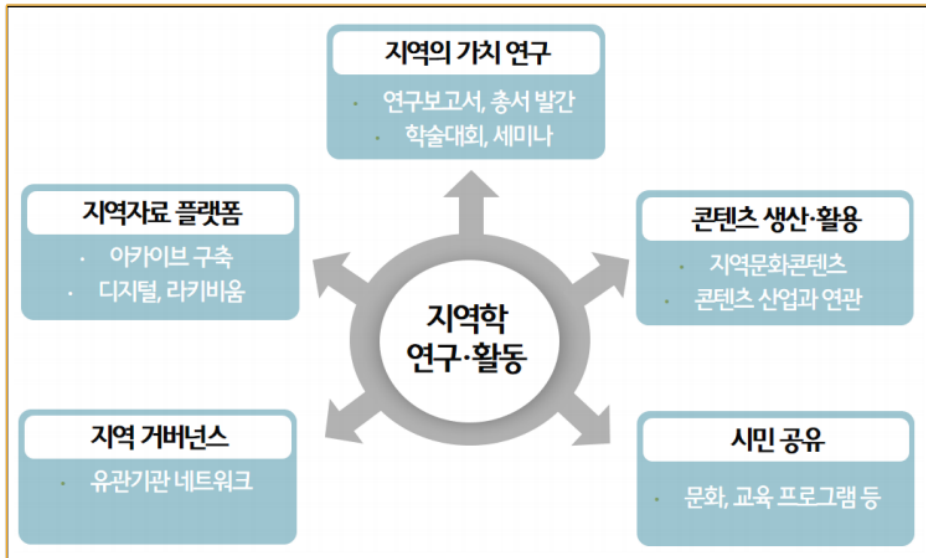 지역의 가치 연구
· 연구보고서, 총서 발간
· 학술대회, 세미나
지역자료 플랫폼
· 아카이브 구축
· 디지털, 라키비움
콘텐츠 생산·활용
· 지역문화콘텐츠
· 콘텐츠 산업과 연관
지역학
연구·활동
지역 거버넌스
· 유관기관 네트워크
시민 공유
· 문화, 교육 프로그램 등